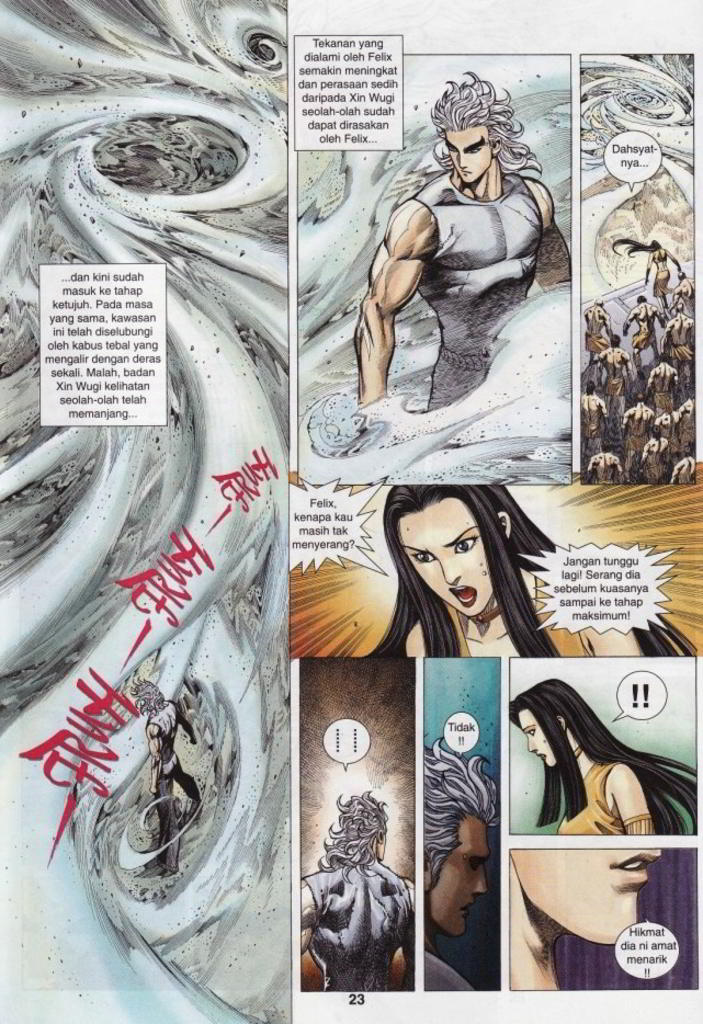 ...dan kini sudah
masuk ke tahap
ketujuh. Pada masa
yang sama, kawasan
ini telah diselubungi
oleh kabus tebal yang
mengalir dengan deras
sekali. Malah, badan
Xin Wugi kelihatan
seolah-olah telah
memanjang...
Tekanan yang
dialami oleh Felix
semakin meningkat
dan perasaan sedih
daripada Xin Wugi
seolah-olah sudah
dapat dirasakan
oleh Felix...
Dahsyat-
nya...
Felix,
kenapa kau
masih tak
menyerang?
Jangan tunggu
lagi! Serang dia
sebelum kuasanya
sampai ke tahap
maksimum!
Tidak
!!
!!
Hikmat
dia ni amat
menarik
!!
23